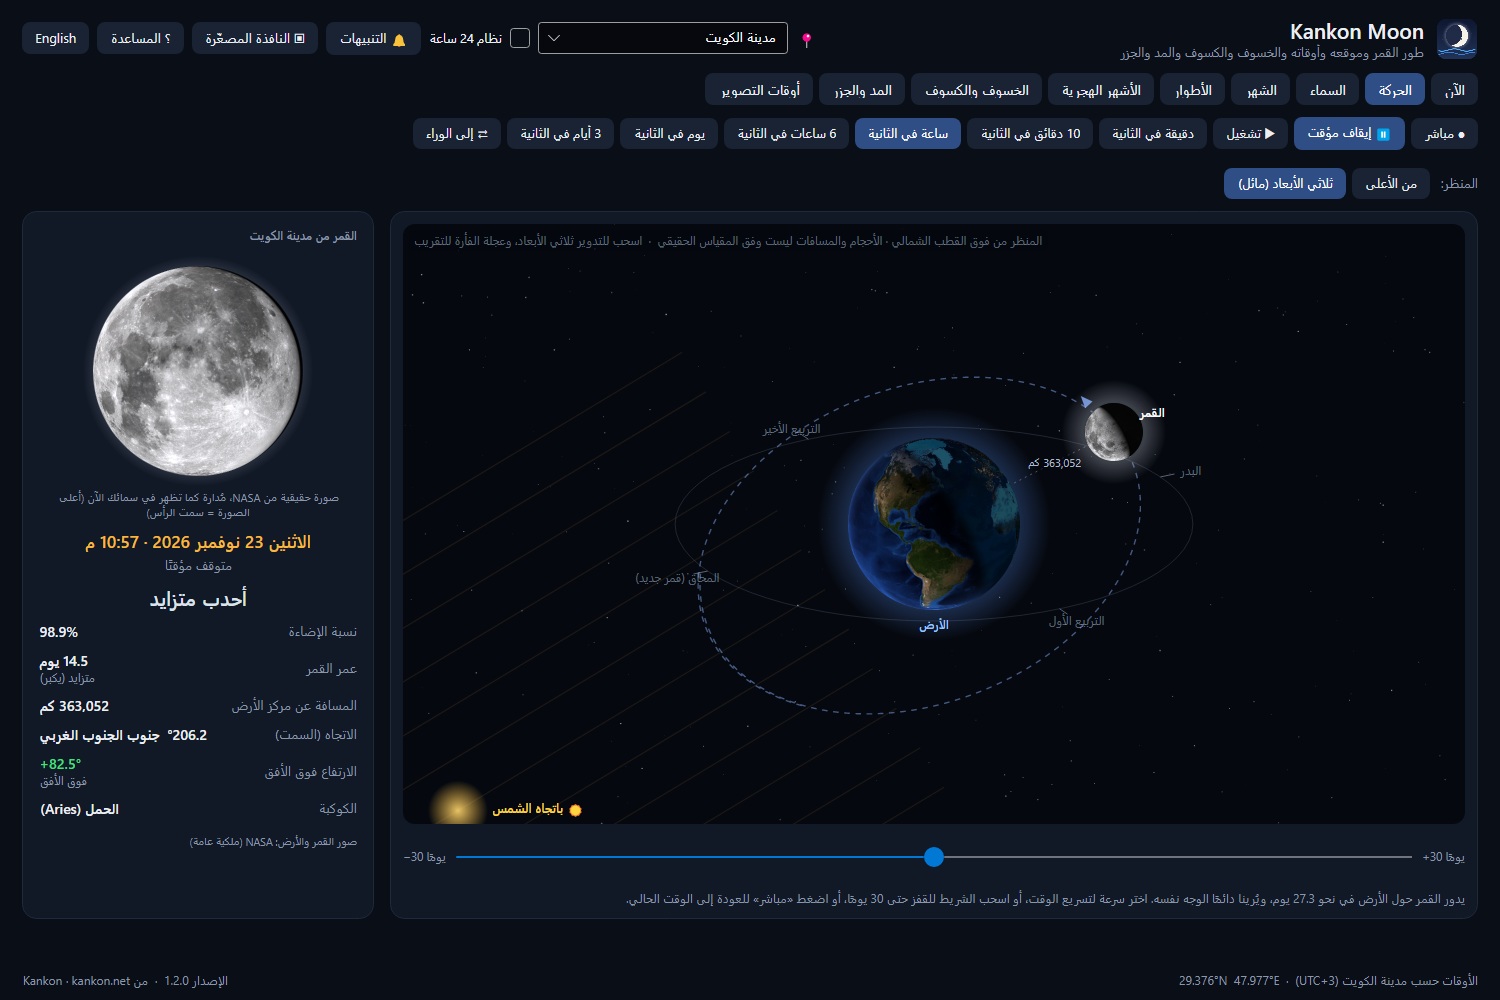 Kankon Moon
طور القمر وموقعه وأوقاته والخسوف والكسوف والمد والجزر
مدينة الكويت
نظام 24 ساعة
التنبيهات
النافذة المصغّرة
؟ المساعدة
English
الآن
الحركة
السماء
الشهر
الأطوار
الأشهر الهجرية
الخسوف والكسوف
المد والجزر
أوقات التصوير
● مباشر
إيقاف مؤقت
▶ تشغيل
دقيقة في الثانية
10 دقائق في الثانية
ساعة في الثانية
6 ساعات في الثانية
يوم في الثانية
3 أيام في الثانية
⇄ إلى الوراء
المنظر:
من الأعلى
ثلاثي الأبعاد (مائل)
المنظر من فوق القطب الشمالي · الأحجام والمسافات ليست وفق المقياس الحقيقي · اسحب للتدوير ثلاثي الأبعاد، وعجلة الفأرة للتقريب
القمر
التربيع الأخير
363,052 كم
البدر
المحاق (قمر جديد)
التربيع الأول
الأرض
باتجاه الشمس
+30 يومًا
−30 يومًا
يدور القمر حول الأرض في نحو 27.3 يوم، ويُرينا دائمًا الوجه نفسه. اختر سرعة لتسريع الوقت، أو اسحب الشريط للقفز حتى 30 يومًا، أو اضغط «مباشر» للعودة إلى الوقت الحالي.
القمر من مدينة الكويت
صورة حقيقية من NASA، مُدارة كما تظهر في سمائك الآن (أعلى
الصورة = سمت الرأس)
الاثنين 23 نوفمبر 2026 · 10:57 م
متوقف مؤقتًا
أحدب متزايد
نسبة الإضاءة 98.9%
عمر القمر 14.5 يوم
متزايد (يكبر)
المسافة عن مركز الأرض 363,052 كم
الاتجاه (السمت) 206.2° جنوب الجنوب الغربي
الارتفاع فوق الأفق +82.5°
فوق الأفق
الكوكبة الحمل (Aries)
صور القمر والأرض: NASA (ملكية عامة)
الأوقات حسب مدينة الكويت (UTC+3) · 29.376°N 47.977°E
الإصدار 1.2.0 · من Kankon · kankon.net